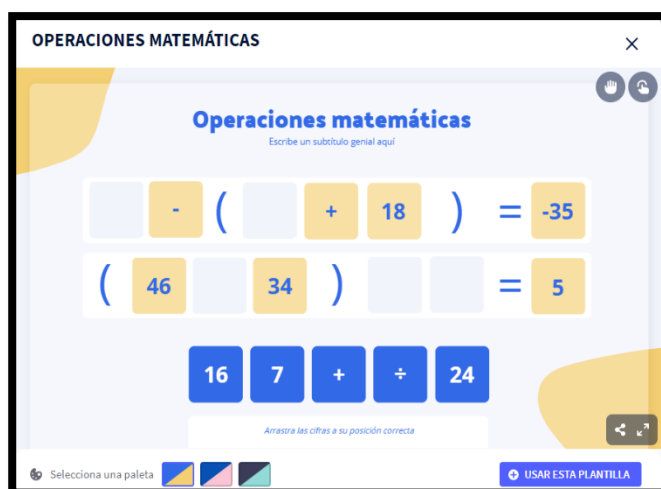 OPERACIONES MATEMÁTICAS
Operaciones matemáticas
Escribe un subtítulo genial aquí
- ( + 18 ) = -35
( 46 34 ) = 5
16 7 + ÷ 24
Arrastra las cifras a su posición correcta
Selecciona una paleta
USAR ESTA PLANTILLA